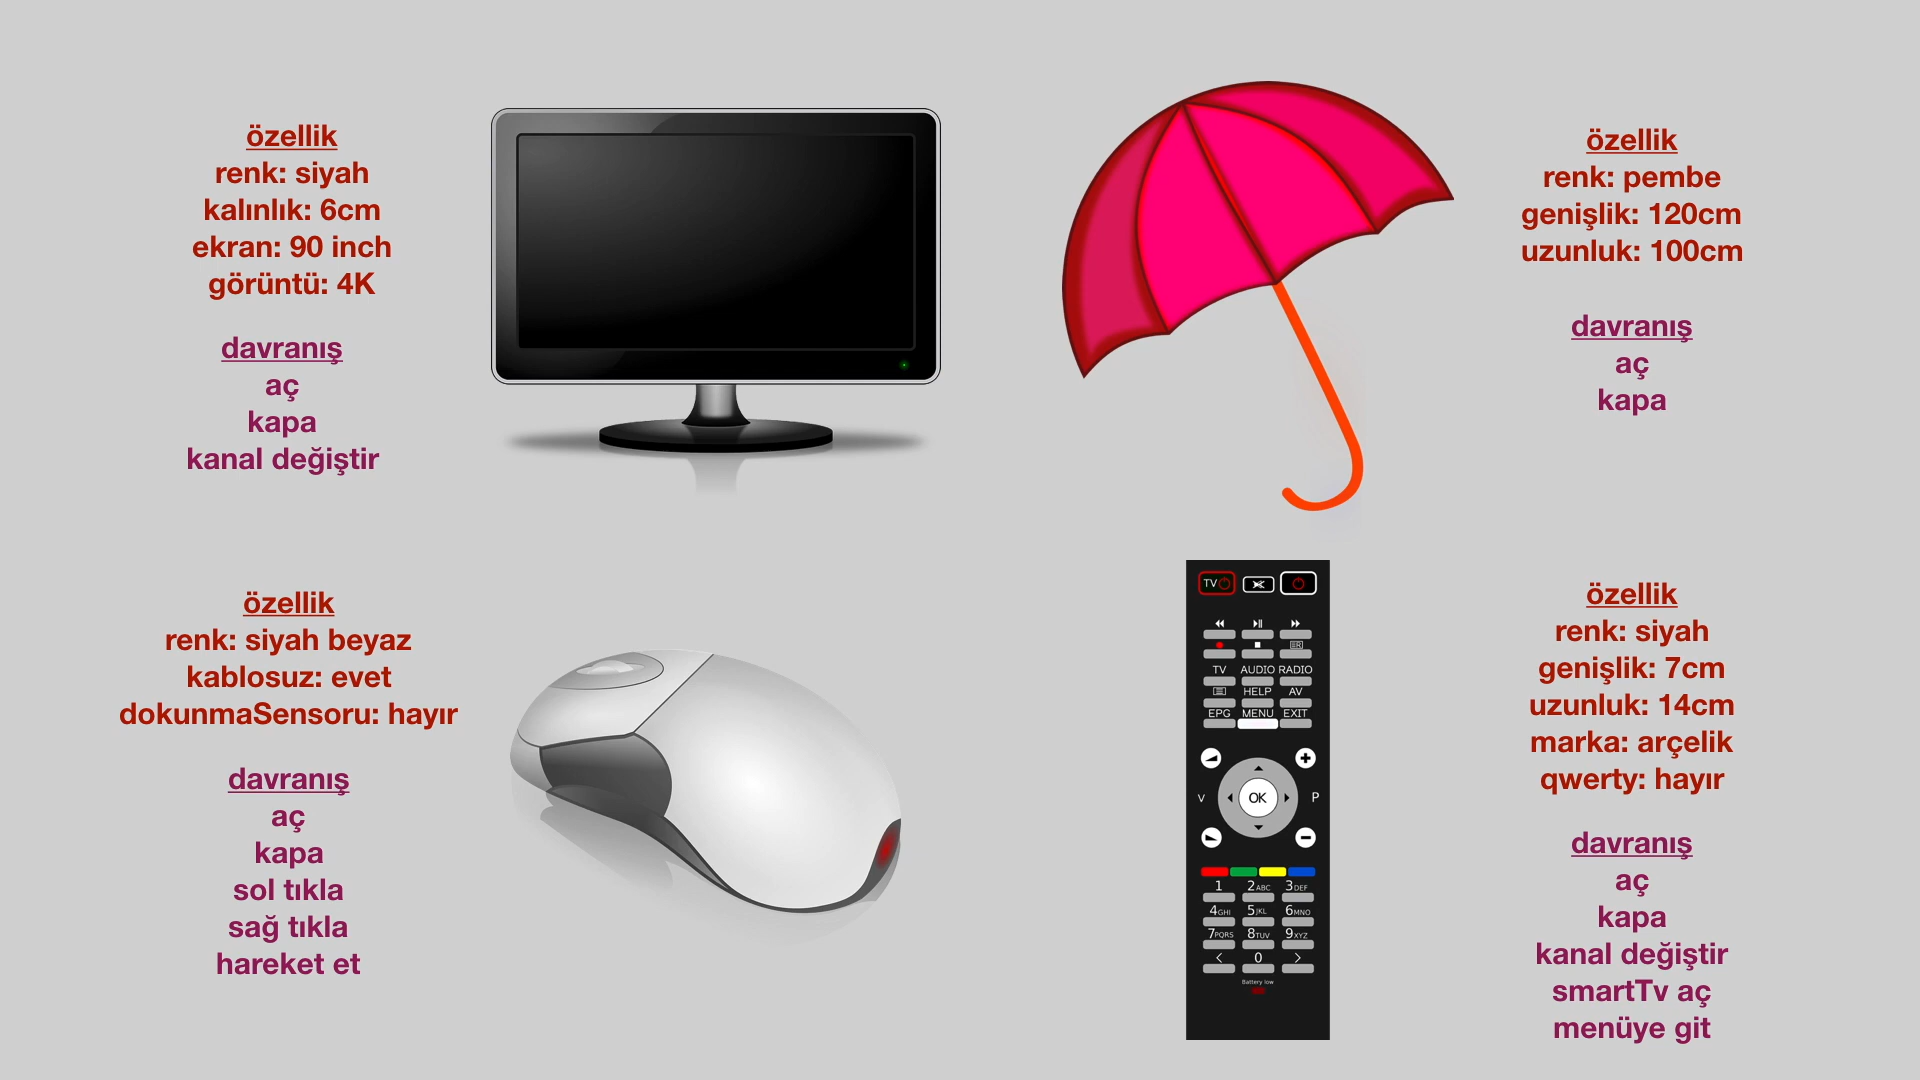 özellik
renk: siyah
kalınlık: 6cm
ekran: 90 inch
görüntü: 4K
davranış
aç
kapa
kanal değiştir
özellik
renk: pembe
genişlik: 120cm
uzunluk: 100cm
davranış
aç
kapa
özellik
renk: siyah beyaz
kablosuz: evet
dokunmaSensoru: hayır
davranış
aç
kapa
sol tıkla
sağ tıkla
hareket et
TV
TV AUDIO RADIO
HELP AV
EPG MENU EXIT
V OK P
1 2ABC 3DEF
4GHI 5JKL 6MNO
7PQRS 8TUV 9XYZ
< 0 >
Battery low
özellik
renk: siyah
genişlik: 7cm
uzunluk: 14cm
marka: arçelik
qwerty: hayır
davranış
aç
kapa
kanal değiştir
smartTv aç
menüye git